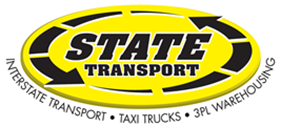 STATE
TRANSPORT
INTERSTATE TRANSPORT • TAXI TRUCKS • 3PL WAREHOUSING